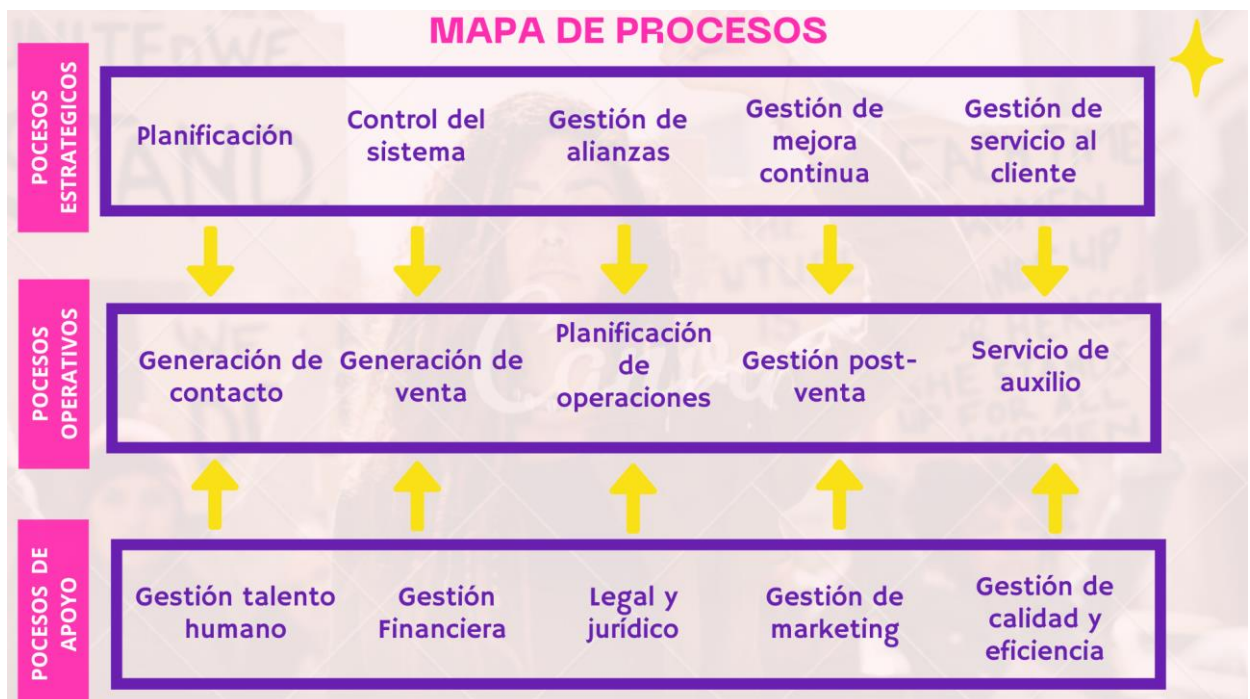 MAPA DE PROCESOS
POCESOS
ESTRATEGICOS
Planificación
Control del
sistema
Gestión de
alianzas
Gestión de
mejora
continua
Gestión de
servicio al
cliente
POCESOS
OPERATIVOS
Generación de
contacto
Generación de
venta
Planificación
de
operaciones
Gestión post-
venta
Servicio de
auxilio
POCESOS DE
APOYO
Gestión talento
humano
Gestión
Financiera
Legal y
jurídico
Gestión de
marketing
Gestión de
calidad y
eficiencia
Canva